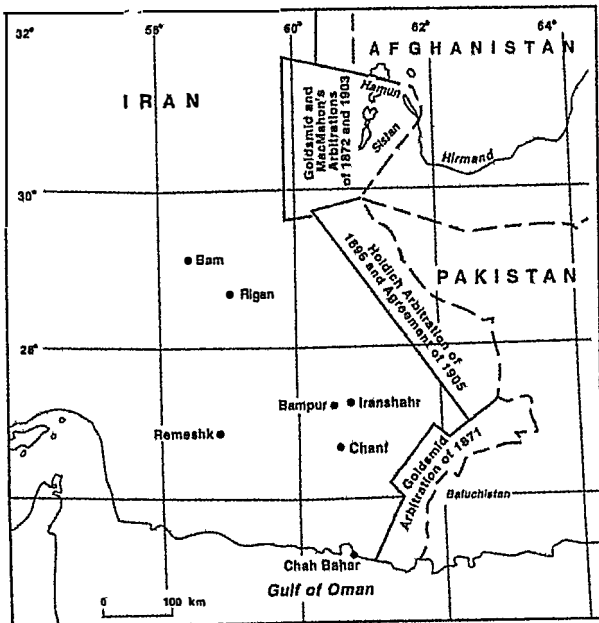 32°
58°
60°
62°
64°
AFGHANISTAN
IRAN
Hamun
Goldsmid and
MacMahon's
Arbitrations
of 1872 and 1903
Sistan
Hirmand
30°
Bam
Rigan
Holdich Arbitration of
1896 and Agreement of 1905
PAKISTAN
28°
Bampur
Iranshahr
Remeshk
Chanf
Goldsmid
Arbitration of 1871
Baluchistan
Chah Bahar
Gulf of Oman
0 100 km